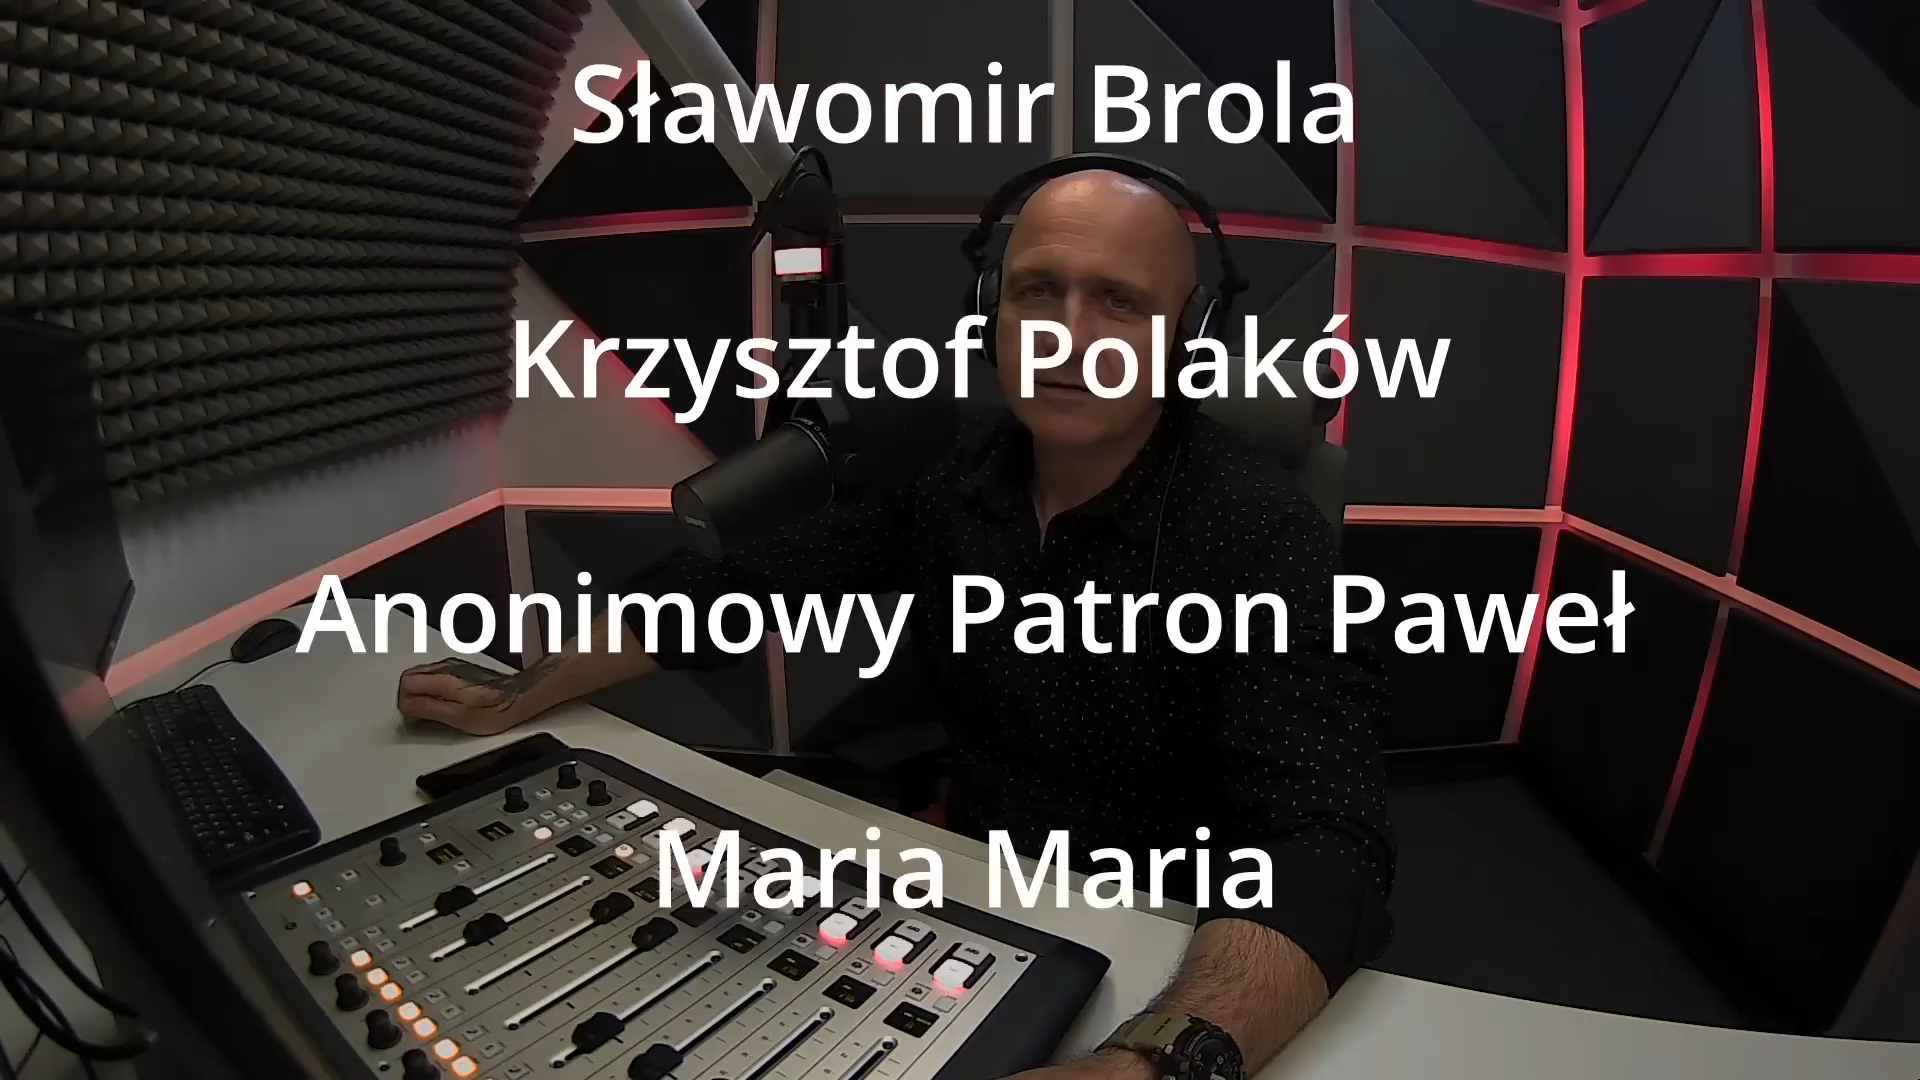 Sławomir Brola
Krzysztof Polaków
Anonimowy Patron Paweł
Maria Maria